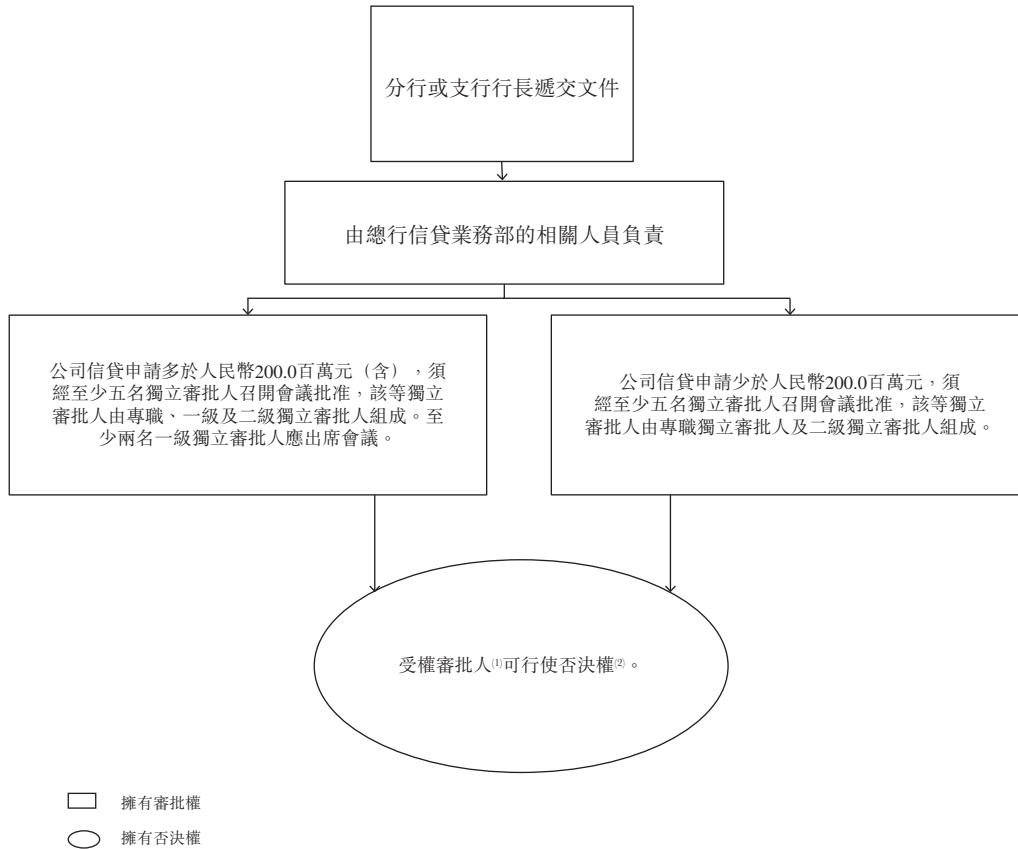 分行或支行行長遞交文件
由總行信貸業務部的相關人員負責
公司信貸申請多於人民幣200.0百萬元（含），須
經至少五名獨立審批人召開會議批准，該等獨立
審批人由專職、一級及二級獨立審批人組成。至
少兩名一級獨立審批人應出席會議。
公司信貸申請少於人民幣200.0百萬元，須
經至少五名獨立審批人召開會議批准，該等獨立
審批人由專職獨立審批人及二級獨立審批人組成。
受權審批人(1)可行使否決權(2)。
擁有審批權
擁有否決權